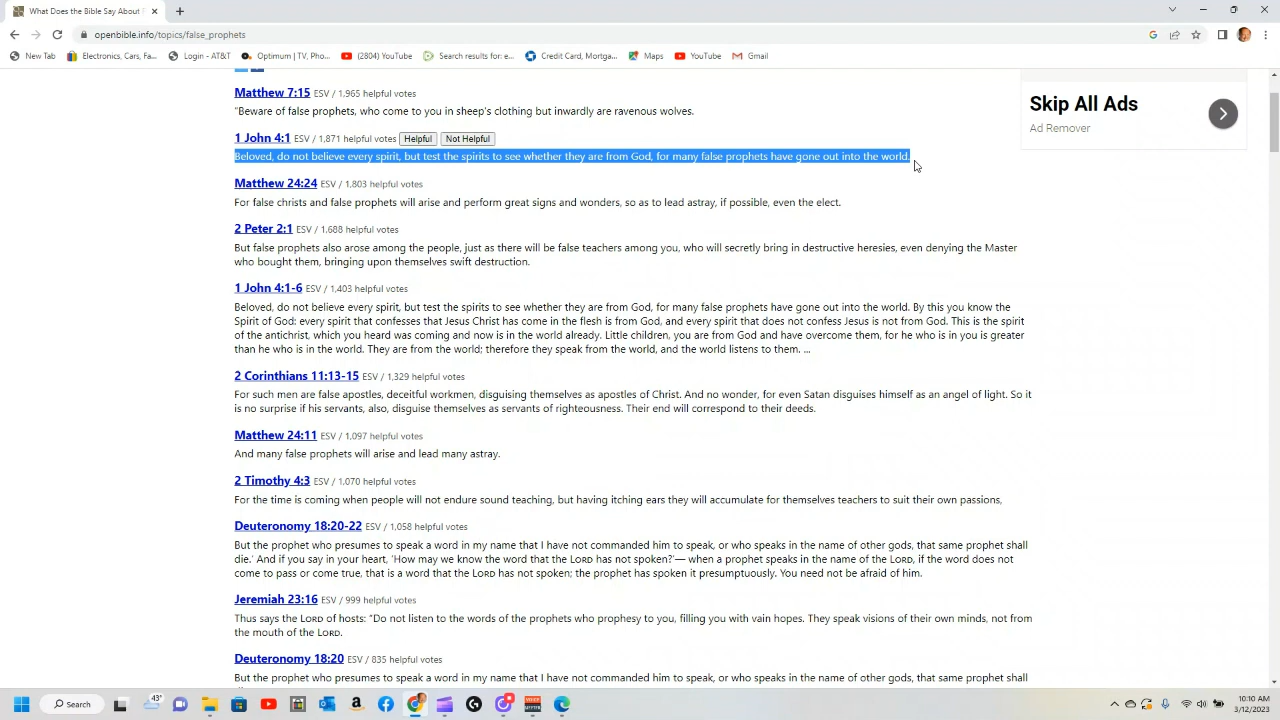 What Does the Bible Say About T
openbible.info/topics/false_prophets
New Tab
Electronics, Cars, Fa...
Login - AT&T
Optimum | TV, Pho...
(2804) YouTube
Search results for: e...
Credit Card, Mortga...
Maps
YouTube
Gmail
Skip All Ads
Ad Remover
Matthew 7:15 ESV / 1,965 helpful votes
"Beware of false prophets, who come to you in sheep's clothing but inwardly are ravenous wolves.
1 John 4:1 ESV / 1,871 helpful votes Helpful Not Helpful
Beloved, do not believe every spirit, but test the spirits to see whether they are from God, for many false prophets have gone out into the world.
Matthew 24:24 ESV / 1,803 helpful votes
For false christs and false prophets will arise and perform great signs and wonders, so as to lead astray, if possible, even the elect.
2 Peter 2:1 ESV / 1,688 helpful votes
But false prophets also arose among the people, just as there will be false teachers among you, who will secretly bring in destructive heresies, even denying the Master
who bought them, bringing upon themselves swift destruction.
1 John 4:1-6 ESV / 1,403 helpful votes
Beloved, do not believe every spirit, but test the spirits to see whether they are from God, for many false prophets have gone out into the world. By this you know the
Spirit of God: every spirit that confesses that Jesus Christ has come in the flesh is from God, and every spirit that does not confess Jesus is not from God. This is the spirit
of the antichrist, which you heard was coming and now is in the world already. Little children, you are from God and have overcome them, for he who is in you is greater
than he who is in the world. They are from the world; therefore they speak from the world, and the world listens to them. ...
2 Corinthians 11:13-15 ESV / 1,329 helpful votes
For such men are false apostles, deceitful workmen, disguising themselves as apostles of Christ. And no wonder, for even Satan disguises himself as an angel of light. So it
is no surprise if his servants, also, disguise themselves as servants of righteousness. Their end will correspond to their deeds.
Matthew 24:11 ESV / 1,097 helpful votes
And many false prophets will arise and lead many astray.
2 Timothy 4:3 ESV / 1,070 helpful votes
For the time is coming when people will not endure sound teaching, but having itching ears they will accumulate for themselves teachers to suit their own passions,
Deuteronomy 18:20-22 ESV / 1,058 helpful votes
But the prophet who presumes to speak a word in my name that I have not commanded him to speak, or who speaks in the name of other gods, that same prophet shall
die.' And if you say in your heart, 'How may we know the word that the LORD has not spoken?'— when a prophet speaks in the name of the LORD, if the word does not
come to pass or come true, that is a word that the LORD has not spoken; the prophet has spoken it presumptuously. You need not be afraid of him.
Jeremiah 23:16 ESV / 999 helpful votes
Thus says the LORD of hosts: "Do not listen to the words of the prophets who prophesy to you, filling you with vain hopes. They speak visions of their own minds, not from
the mouth of the LORD.
Deuteronomy 18:20 ESV / 835 helpful votes
But the prophet who presumes to speak a word in my name that I have not commanded him to speak, or who speaks in the name of other gods, that same prophet shall
Search
43°
10:10 AM
3/12/2023